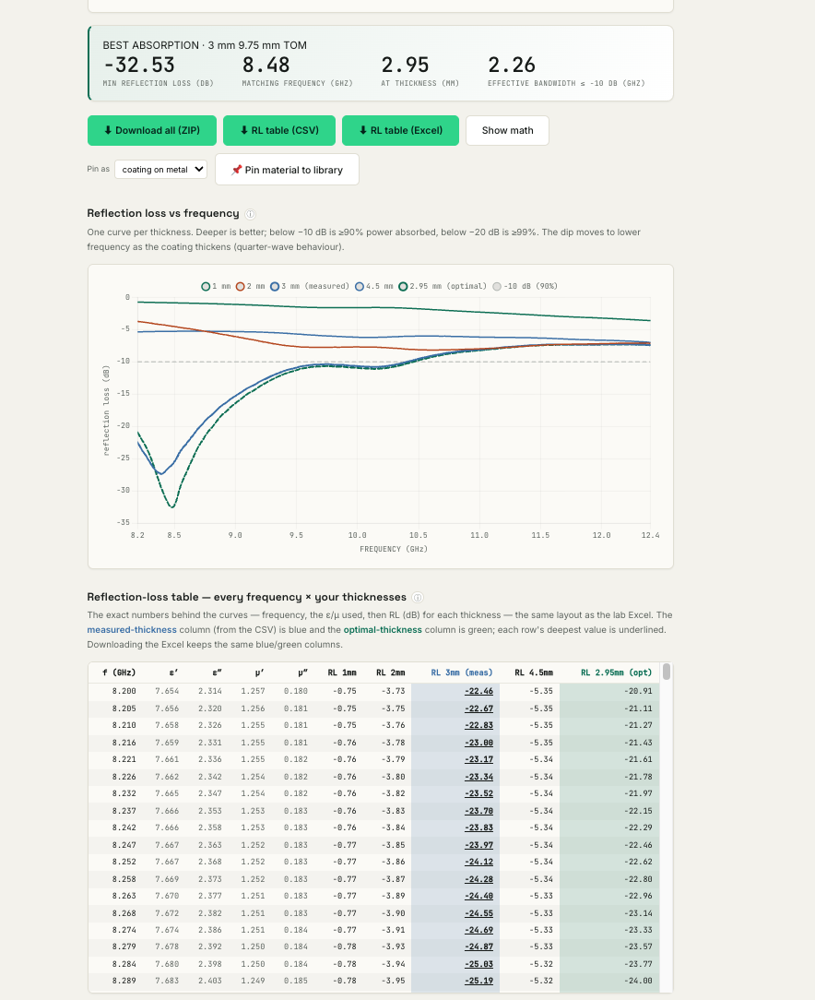 BEST ABSORPTION · 3 mm 9.75 mm TOM
-32.53 8.48 2.95 2.26
MIN REFLECTION LOSS (DB) MATCHING FREQUENCY (GHZ) AT THICKNESS (MM) EFFECTIVE BANDWIDTH ≤ -10 DB (GHZ)
⬇ Download all (ZIP) ⬇ RL table (CSV) ⬇ RL table (Excel) Show math
Pin as coating on metal 📌 Pin material to library
Reflection loss vs frequency ⓘ
One curve per thickness. Deeper is better; below −10 dB is ≥90% power absorbed, below −20 dB is ≥99%. The dip moves to lower
frequency as the coating thickens (quarter-wave behaviour).
1 mm 2 mm 3 mm (measured) 4.5 mm 2.95 mm (optimal) -10 dB (90%)
0
-5
-10
-15
-20
-25
-30
-35
reflection loss (dB)
8.2 8.5 9.0 9.5 10.0 10.5 11.0 11.5 12.0 12.4
FREQUENCY (GHz)
Reflection-loss table — every frequency × your thicknesses ⓘ
The exact numbers behind the curves — frequency, the ε/μ used, then RL (dB) for each thickness — the same layout as the lab Excel. The
measured-thickness column (from the CSV) is blue and the optimal-thickness column is green; each row's deepest value is underlined.
Downloading the Excel keeps the same blue/green columns.
f (GHz) ε′ ε″ μ′ μ″ RL 1mm RL 2mm RL 3mm (meas) RL 4.5mm RL 2.95mm (opt)
8.200 7.654 2.314 1.257 0.180 -0.75 -3.73 -22.46 -5.35 -20.91
8.205 7.656 2.320 1.256 0.181 -0.75 -3.75 -22.67 -5.35 -21.11
8.210 7.658 2.326 1.255 0.181 -0.75 -3.76 -22.83 -5.35 -21.27
8.216 7.659 2.331 1.255 0.181 -0.76 -3.78 -23.00 -5.34 -21.43
8.221 7.661 2.336 1.254 0.182 -0.76 -3.79 -23.17 -5.34 -21.61
8.226 7.662 2.342 1.254 0.182 -0.76 -3.80 -23.34 -5.34 -21.78
8.232 7.665 2.347 1.254 0.182 -0.76 -3.82 -23.52 -5.34 -21.97
8.237 7.666 2.353 1.253 0.183 -0.76 -3.83 -23.70 -5.34 -22.15
8.242 7.666 2.358 1.253 0.183 -0.76 -3.84 -23.83 -5.34 -22.29
8.247 7.667 2.363 1.252 0.183 -0.77 -3.85 -23.97 -5.34 -22.46
8.252 7.667 2.368 1.252 0.183 -0.77 -3.86 -24.12 -5.34 -22.62
8.258 7.669 2.373 1.252 0.183 -0.77 -3.87 -24.28 -5.33 -22.80
8.263 7.670 2.377 1.251 0.183 -0.77 -3.89 -24.40 -5.33 -22.96
8.268 7.672 2.382 1.251 0.184 -0.77 -3.90 -24.55 -5.33 -23.14
8.274 7.674 2.386 1.251 0.184 -0.77 -3.91 -24.69 -5.33 -23.33
8.279 7.678 2.392 1.250 0.184 -0.78 -3.93 -24.87 -5.33 -23.57
8.284 7.680 2.398 1.250 0.184 -0.78 -3.94 -25.03 -5.32 -23.77
8.289 7.683 2.403 1.249 0.185 -0.78 -3.95 -25.19 -5.32 -24.00